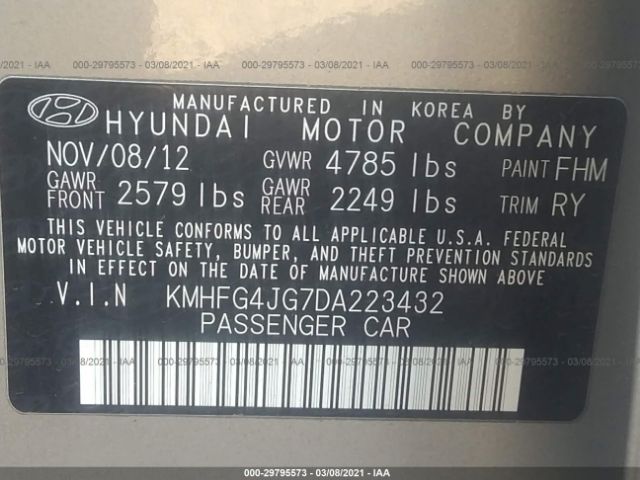 000-29795573 - 03/08/2021 - IAA
MANUFACTURED IN KOREA BY
HYUNDAI MOTOR COMPANY
NOV/08/12 GVWR 4785 lbs PAINT FHM
GAWR FRONT 2579 lbs GAWR REAR 2249 lbs TRIM RY
THIS VEHICLE CONFORMS TO ALL APPLICABLE U.S.A. FEDERAL
MOTOR VEHICLE SAFETY, BUMPER, AND THEFT PREVENTION STANDARDS
IN EFFECT ON THE DATE OF MANUFACTURE SHOWN ABOVE
V.I.N KMHFG4JG7DA223432
PASSENGER CAR
000-29795573 - 03/08/2021 - IAA